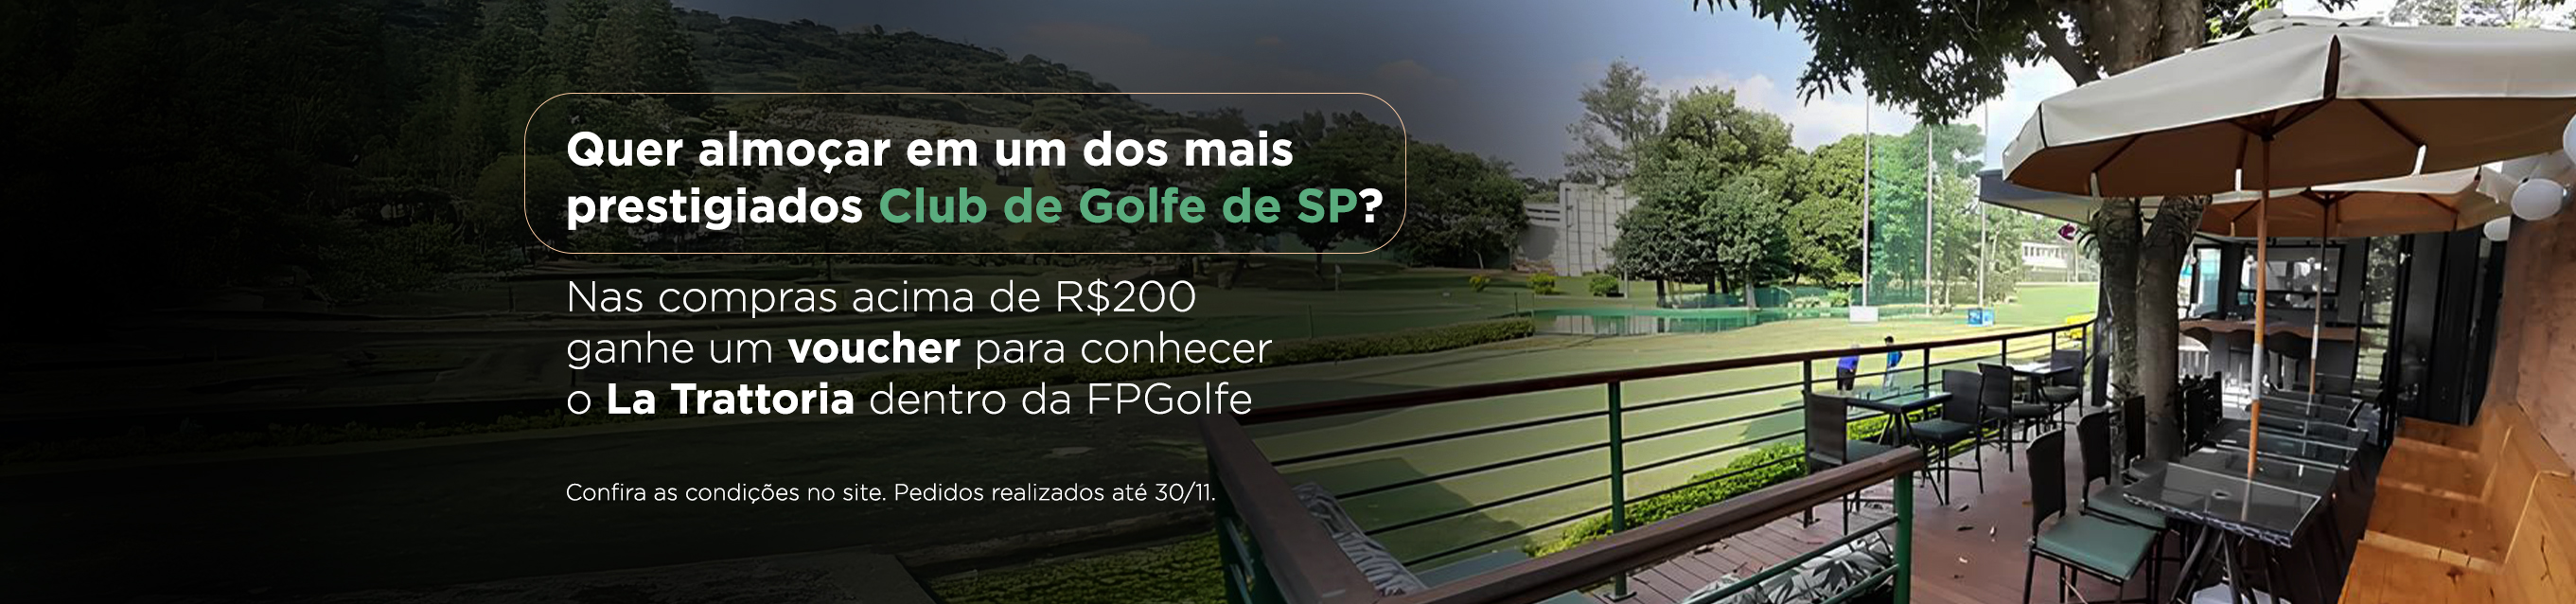 Quer almoçar em um dos mais
prestigiados Club de Golfe de SP?
Nas compras acima de R$200
ganhe um voucher para conhecer
o La Trattoria dentro da FPGolfe
Confira as condições no site. Pedidos realizados até 30/11.